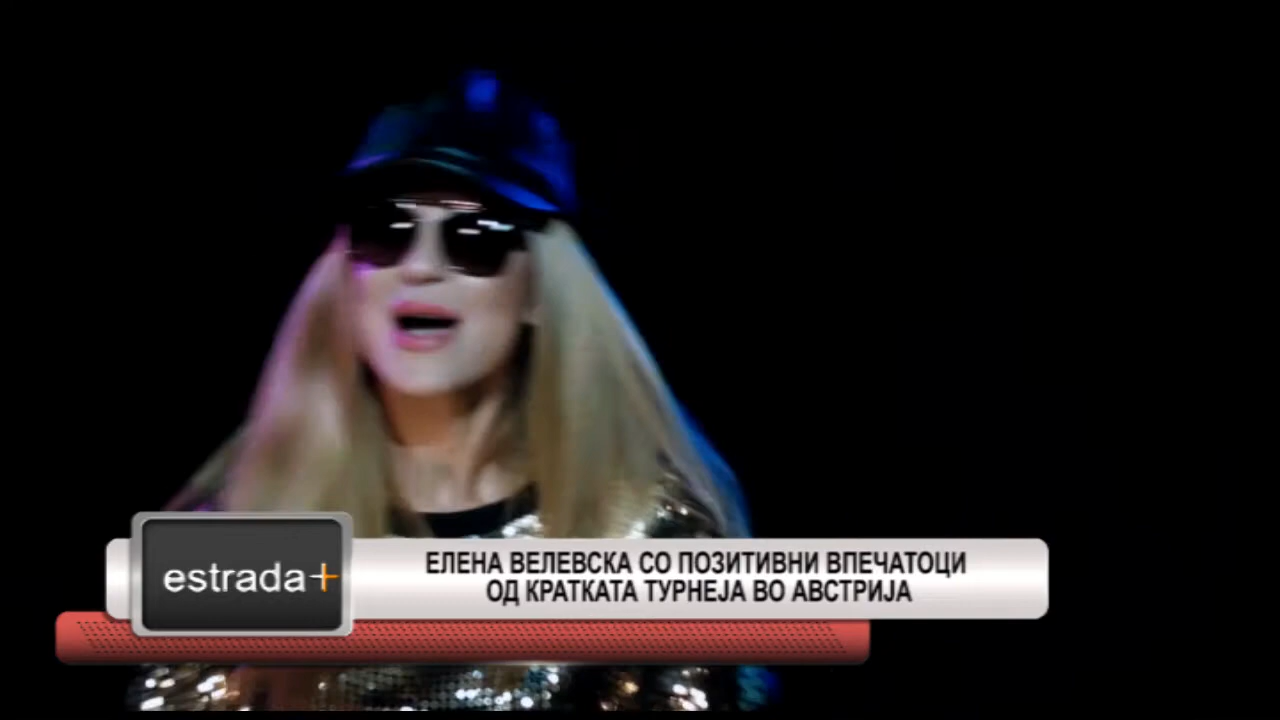 estrada+
ЕЛЕНА ВЕЛЕВСКА СО ПОЗИТИВНИ ВПЕЧАТОЦИ
ОД КРАТКАТА ТУРНЕЈА ВО АВСТРИЈА